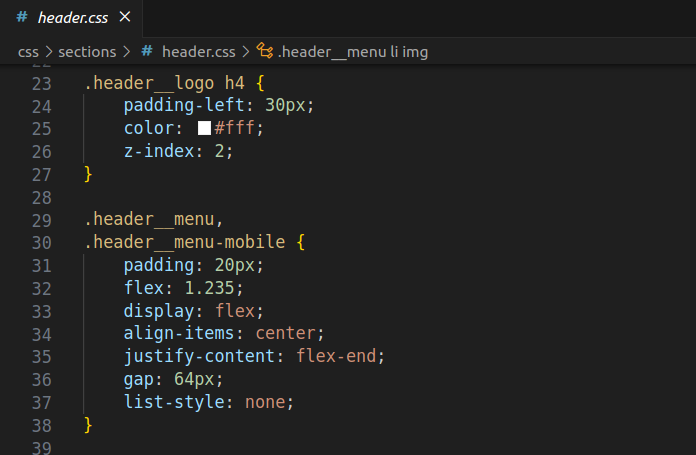 # header.css ×
css > sections > # header.css > .header__menu li img
22
23 .header__logo h4 {
24 padding-left: 30px;
25 color: #fff;
26 z-index: 2;
27 }
28
29 .header__menu,
30 .header__menu-mobile {
31 padding: 20px;
32 flex: 1.235;
33 display: flex;
34 align-items: center;
35 justify-content: flex-end;
36 gap: 64px;
37 list-style: none;
38 }
39